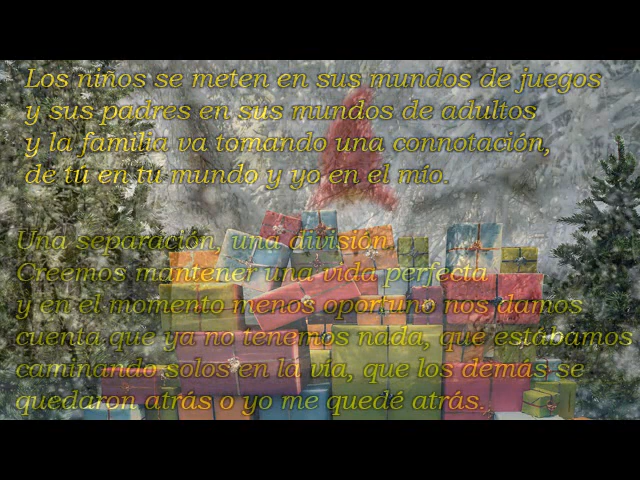 Los niños se meten en sus mundos de juegos
y sus padres en sus mundos de adultos
y la familia va tomando una connotación,
de tú en tu mundo y yo en el mío.
Una separación, una división.
Creemos mantener una vida perfecta
y en el momento menos oportuno nos damos
cuenta que ya no tenemos nada, que estábamos
caminando solos en la vía, que los demás se
quedaron atrás o yo me quedé atrás.